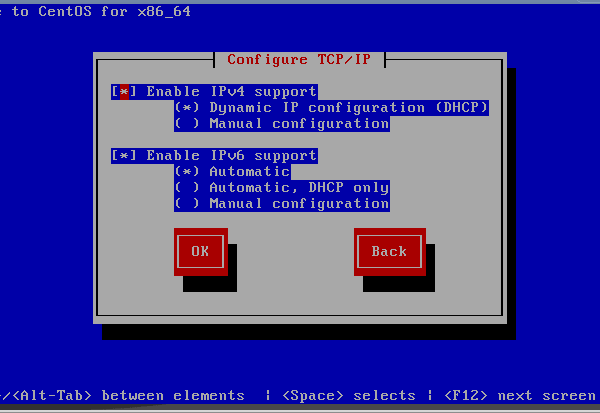 to CentOS for x86_64
Configure TCP/IP
[*] Enable IPv4 support
(*) Dynamic IP configuration (DHCP)
( ) Manual configuration
[*] Enable IPv6 support
(*) Automatic
( ) Automatic, DHCP only
( ) Manual configuration
OK Back
/<Alt-Tab> between elements | <Space> selects | <F12> next screen